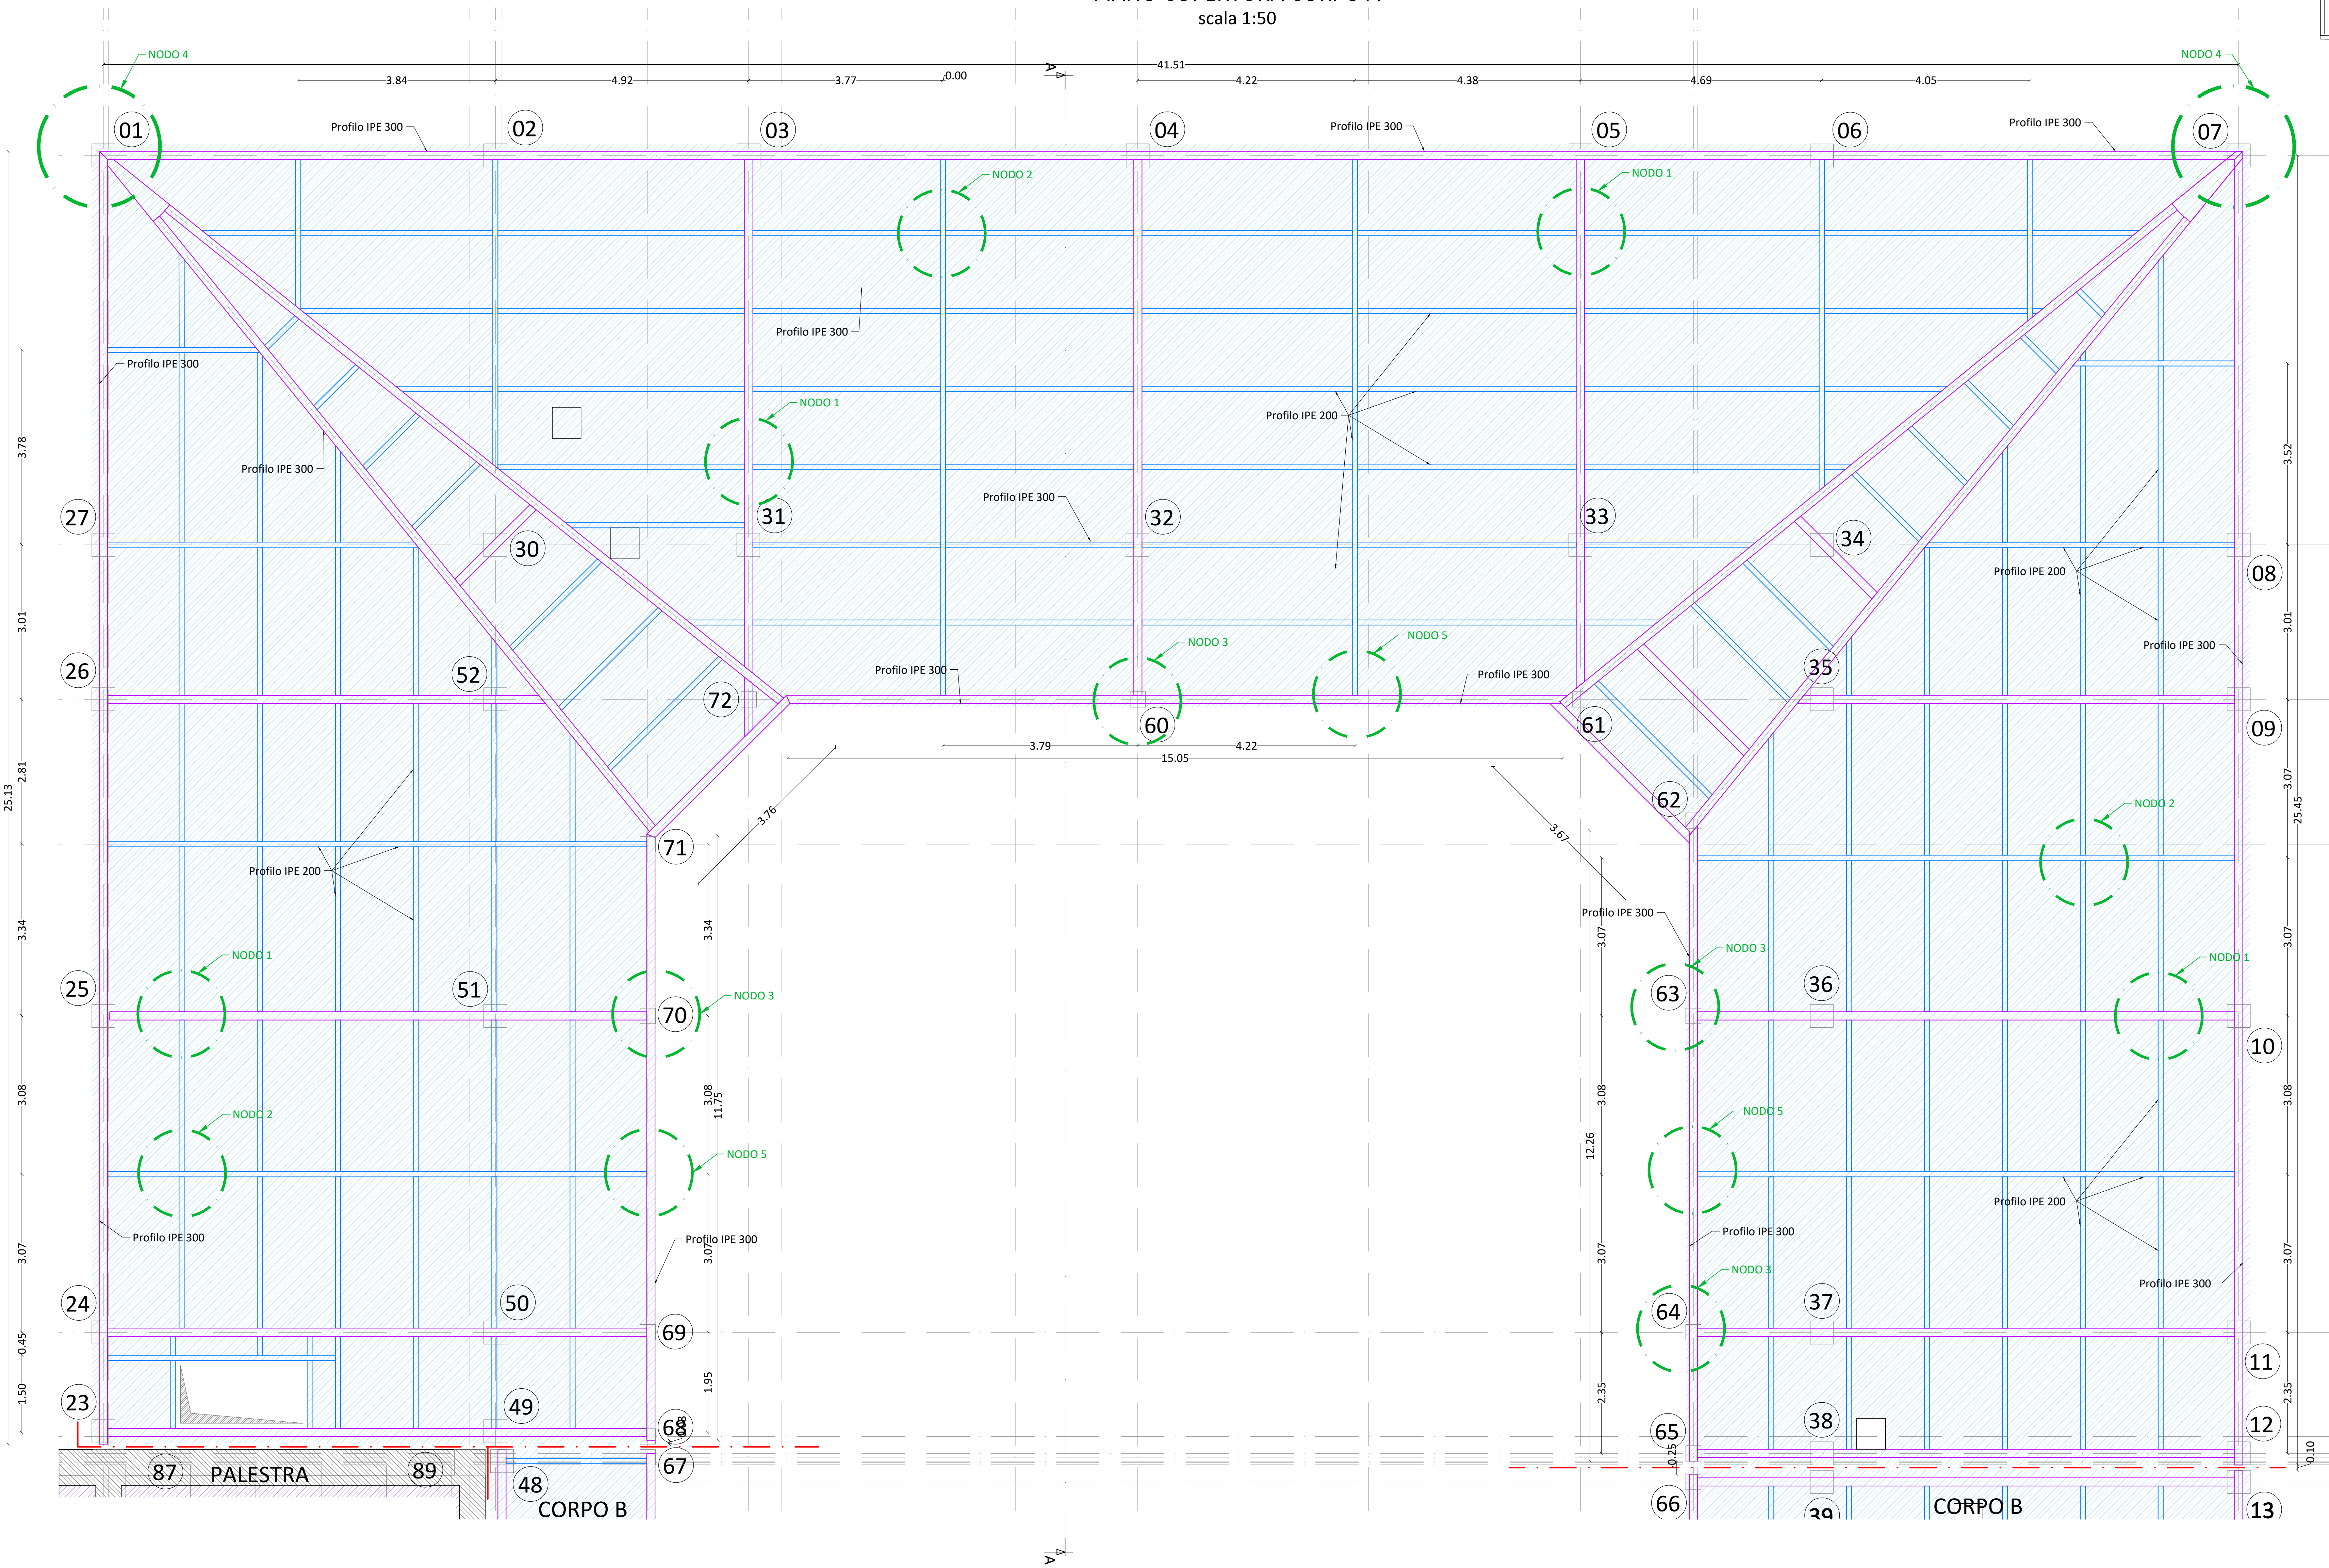 scala 1:50
NODO 4
NODO 4
41.51
3.84
4.92
3.77
0.00
A
4.22
4.38
4.69
4.05
01
02
03
04
05
06
07
Profilo IPE 300
Profilo IPE 300
Profilo IPE 300
NODO 2
NODO 1
Profilo IPE 300
Profilo IPE 300
NODO 1
Profilo IPE 200
3.78
3.52
Profilo IPE 300
Profilo IPE 300
27
31
32
33
30
34
08
Profilo IPE 200
3.01
3.01
NODO 3
NODO 5
Profilo IPE 300
26
52
35
Profilo IPE 300
Profilo IPE 300
72
60
61
09
3.79
4.22
15.05
2.81
3.07
25.13
25.45
62
NODO 2
3.76
3.67
71
Profilo IPE 200
Profilo IPE 300
3.34
3.34
3.07
3.07
NODO 1
NODO 3
NODO 1
25
51
NODO 3
63
36
70
10
3.08
3.08
11.75
3.08
3.08
NODO 2
NODO 5
12.26
NODO 5
Profilo IPE 200
Profilo IPE 300
Profilo IPE 300
Profilo IPE 300
3.07
3.07
3.07
3.07
NODO 3
Profilo IPE 300
24
50
64
37
69
0.45
11
1.50
1.95
2.35
2.35
23
49
68
65
38
12
0.25
0.10
87
PALESTRA
89
67
48
CORPO B
66
39
CORPO B
13
A